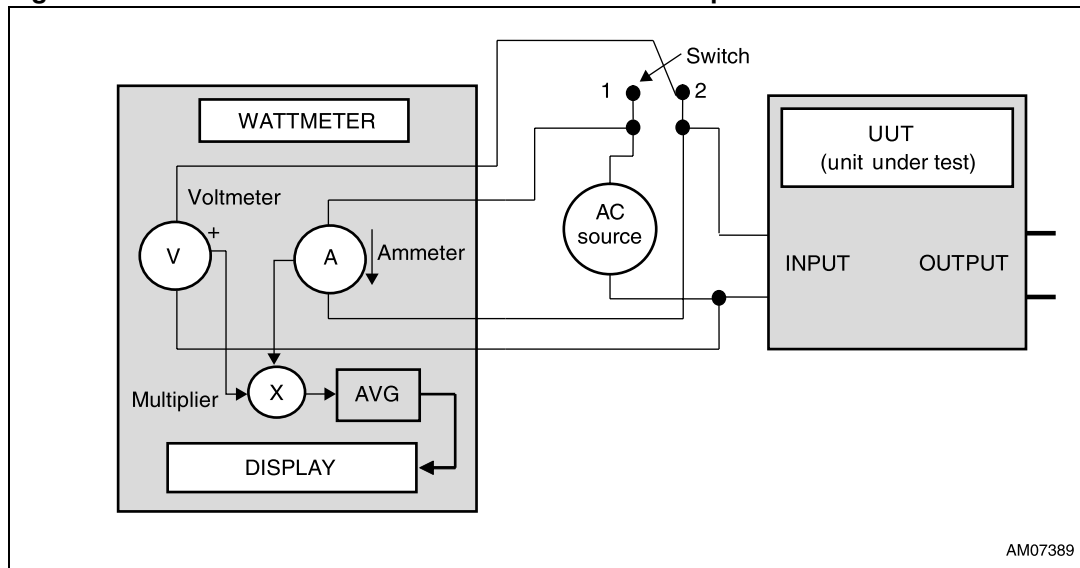 Switch
1
2
WATTMETER
UUT
(unit under test)
Voltmeter
+
V
A
Ammeter
AC
source
INPUT
OUTPUT
Multiplier
X
AVG
DISPLAY
AM07389